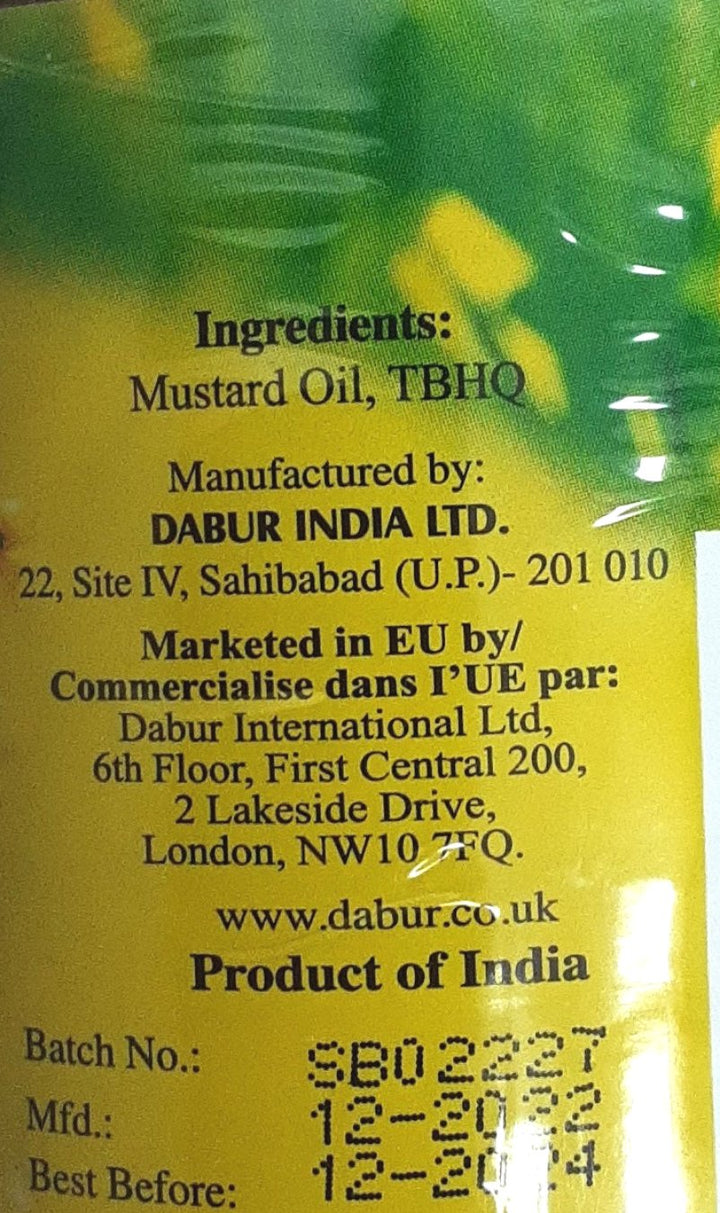 Ingredients:
Mustard Oil, TBHQ
Manufactured by:
DABUR INDIA LTD.
22, Site IV, Sahibabad (U.P.)- 201 010
Marketed in EU by/
Commercialise dans I'UE par:
Dabur International Ltd,
6th Floor, First Central 200,
2 Lakeside Drive,
London, NW10 7FQ.
www.dabur.co.uk
Product of India
Batch No.: SB02227
Mfd.: 12-2022
Best Before: 12-2024